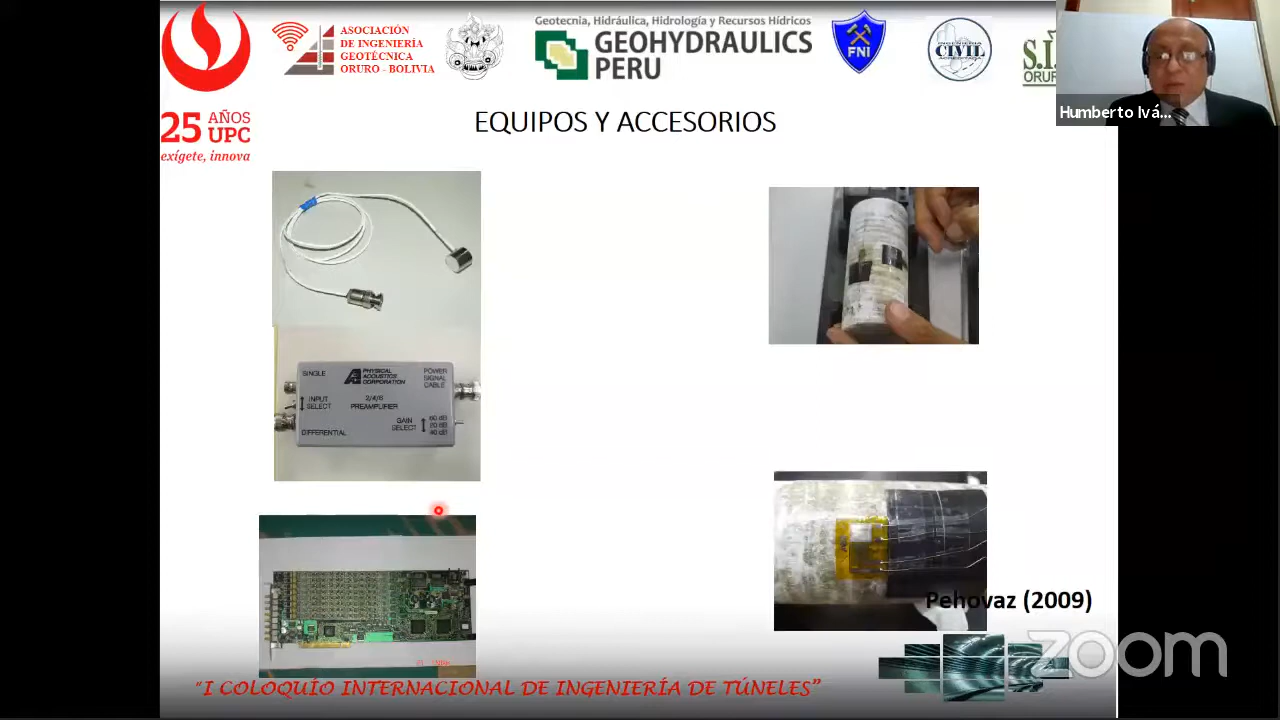 25 AÑOS UPC
exígete, innova
ASOCIACIÓN
DE INGENIERÍA
GEOTÉCNICA
ORURO - BOLIVIA
Geotecnia, Hidráulica, Hidrología y Recursos Hídricos
GEOHYDRAULICS
PERU
FNI
CIVIL
ORUR
Humberto Ivá...
EQUIPOS Y ACCESORIOS
SINGLE
PHYSICAL
ACOUSTICS
CORPORATION
POWER
SIGNAL
CABLE
INPUT
SELECT
2/4/6
PREAMPLIFIER
GAIN
SELECT
60 dB
20 dB
40 dB
DIFFERENTIAL
Pehovaz (2009)
"I COLOQUÍO INTERNACIONAL DE INGENIERÍA DE TÚNELES”
zoom